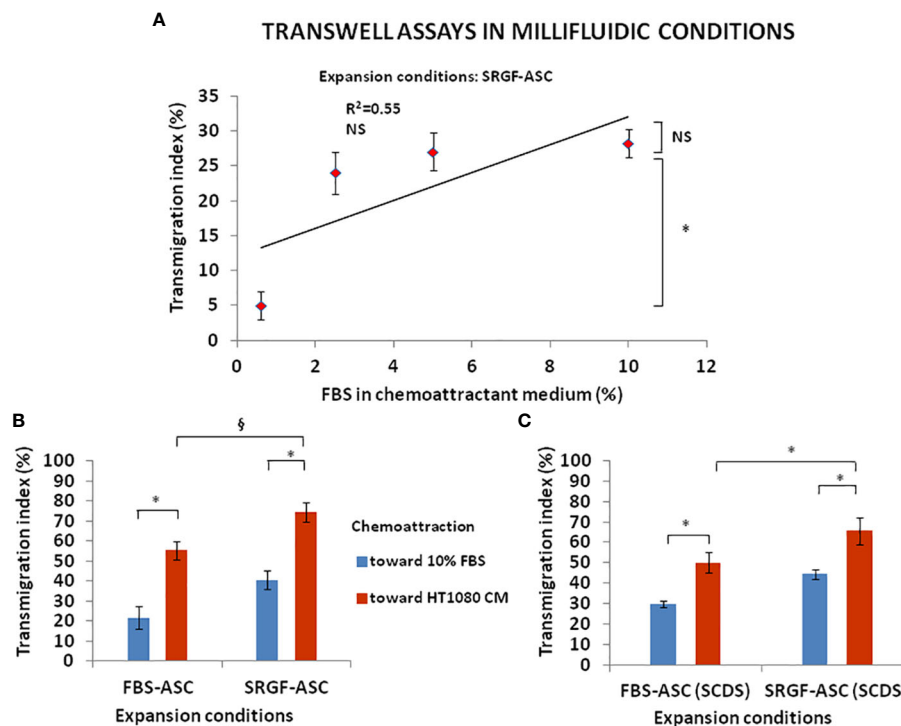 A
TRANSWELL ASSAYS IN MILLIFLUIDIC CONDITIONS
Expansion conditions: SRGF-ASC
R²=0.55
NS
Transmigration index (%)
35
30
25
20
15
10
5
0
NS
*
0 2 4 6 8 10 12
FBS in chemoattractant medium (%)
B
§
*
*
Transmigration index (%)
100
90
80
70
60
50
40
30
20
10
0
FBS-ASC SRGF-ASC
Expansion conditions
Chemoattraction
toward 10% FBS
toward HT1080 CM
C
*
*
*
Transmigration index (%)
100
90
80
70
60
50
40
30
20
10
0
FBS-ASC (SCDS) SRGF-ASC (SCDS
Expansion conditions